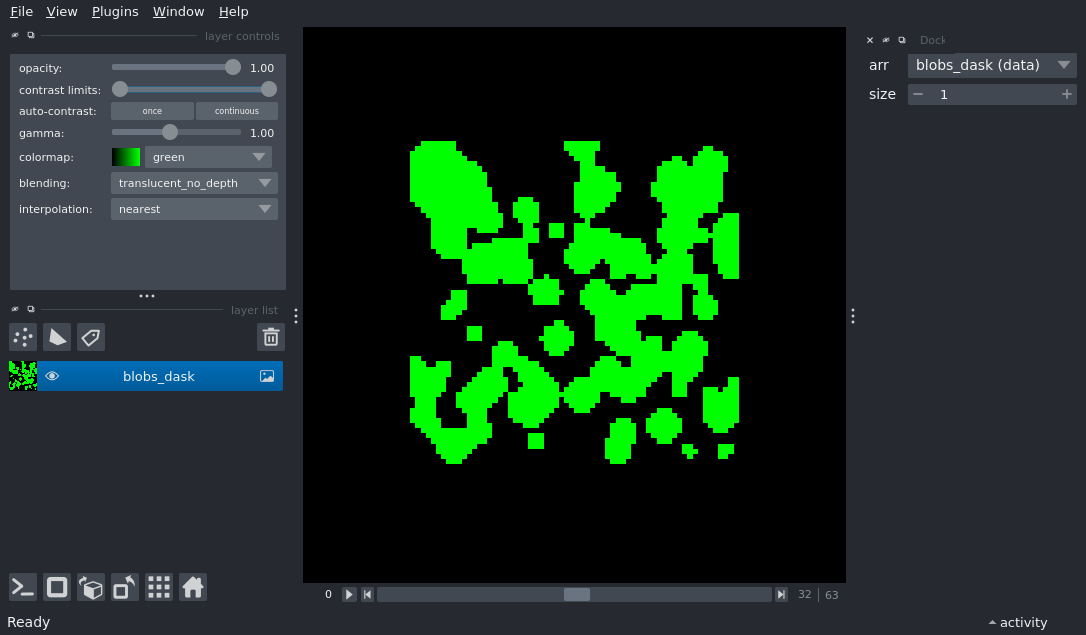 File View Plugins Window Help
layer controls
opacity: 1.00
contrast limits:
auto-contrast: once continuous
gamma: 1.00
colormap: green
blending: translucent_no_depth
interpolation: nearest
layer list
blobs_dask
0 32 63
Dock
arr blobs_dask (data)
size 1
Ready
activity